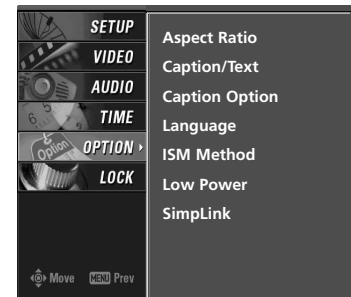 SETUP
VIDEO
AUDIO
TIME
OPTION
LOCK
Move MENU Prev
Aspect Ratio
Caption/Text
Caption Option
Language
ISM Method
Low Power
SimpLink